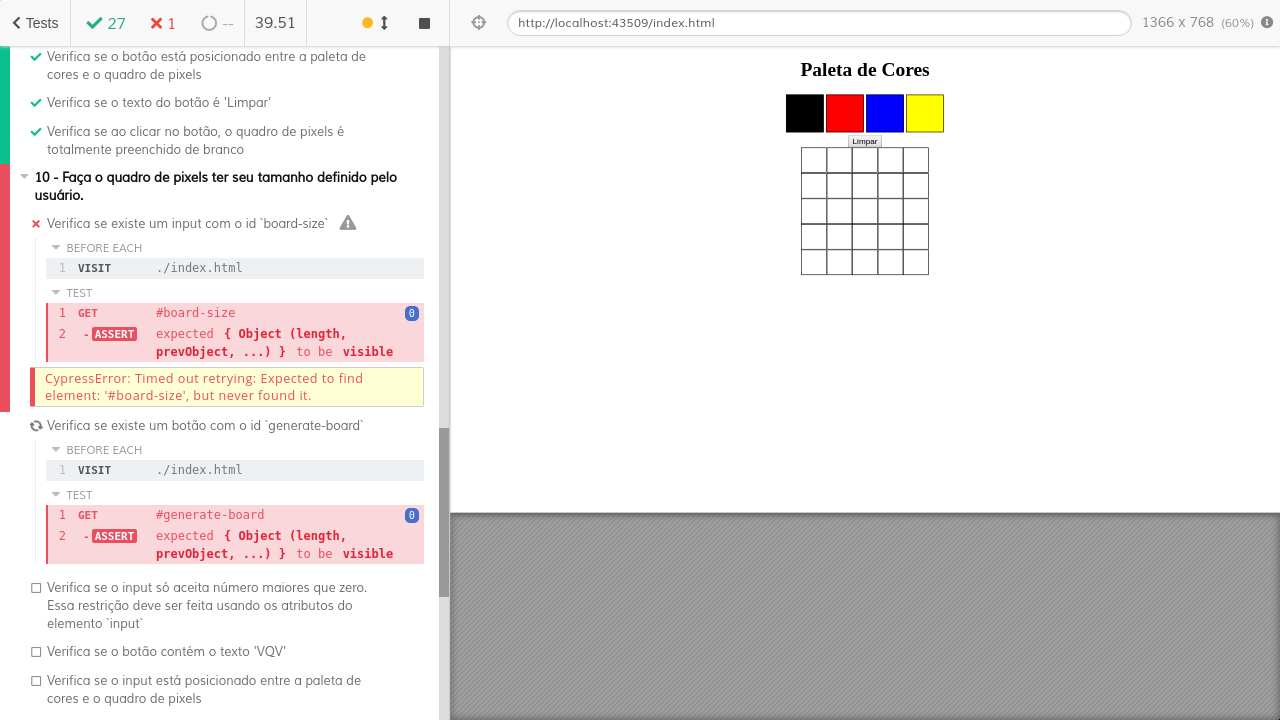 Tests 27 1 -- 39.51 http://localhost:43509/index.html 1366 x 768 (60%)
Verifica se o botão está posicionado entre a paleta de
cores e o quadro de pixels
Verifica se o texto do botão é 'Limpar'
Verifica se ao clicar no botão, o quadro de pixels é
totalmente preenchido de branco
10 - Faça o quadro de pixels ter seu tamanho definido pelo
usuário.
Verifica se existe um input com o id `board-size`
BEFORE EACH
1 VISIT ./index.html
TEST
1 GET #board-size 0
2 -ASSERT expected { Object (length,
prevObject, ...) } to be visible
CypressError: Timed out retrying: Expected to find
element: '#board-size', but never found it.
Verifica se existe um botão com o id `generate-board`
BEFORE EACH
1 VISIT ./index.html
TEST
1 GET #generate-board 0
2 -ASSERT expected { Object (length,
prevObject, ...) } to be visible
Verifica se o input só aceita número maiores que zero.
Essa restrição deve ser feita usando os atributos do
elemento `input`
Verifica se o botão contém o texto 'VQV'
Verifica se o input está posicionado entre a paleta de
cores e o quadro de pixels
Paleta de Cores
Limpar